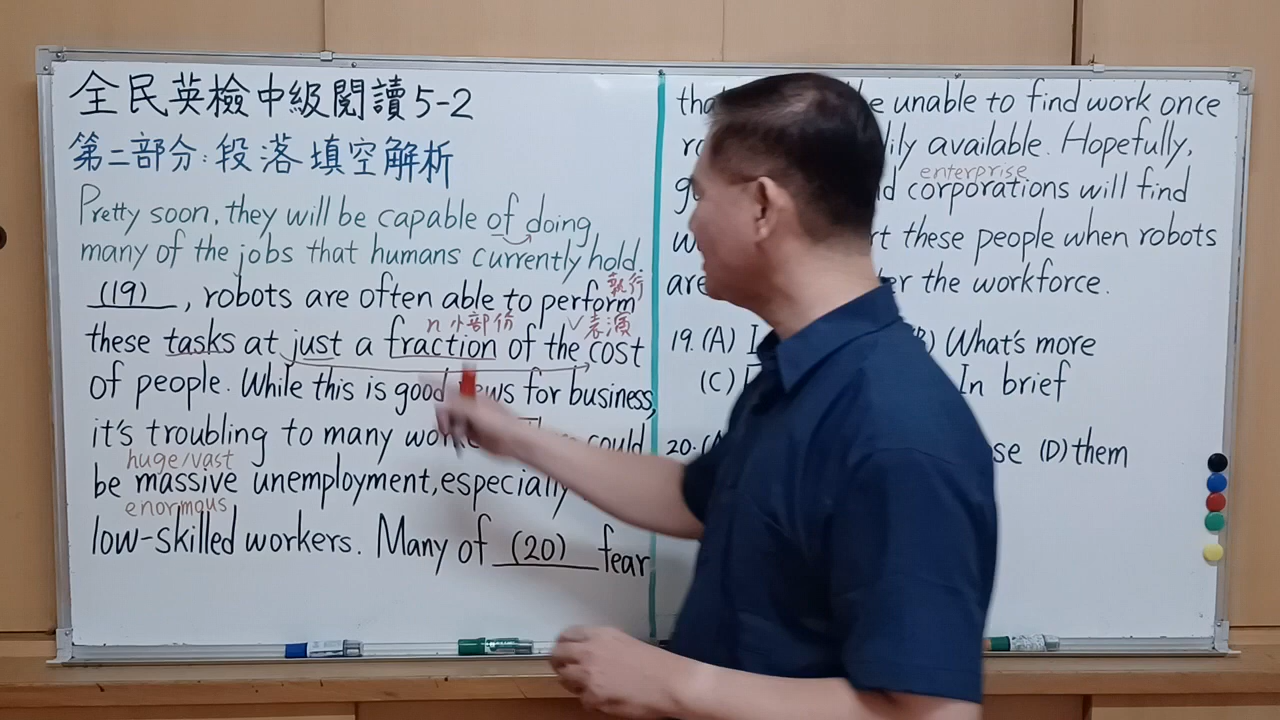 全民英檢中級閱讀5-2
第二部分:段落填空解析
Pretty soon, they will be capable of doing
many of the jobs that humans currently hold.
(19), robots are often able to perform
執行
these tasks at just a fraction of the cost
n 小部份
v 表演
of people. While this is good news for business,
it's troubling to many could
huge/vast
be massive unemployment, especially
enormous
low-skilled workers. Many of (20) fear
unable to find work once
available. Hopefully,
enterprise
corporations will find
these people when robots
are the workforce.
19. (A) (B) What's more
(C) In brief
20. (D) them